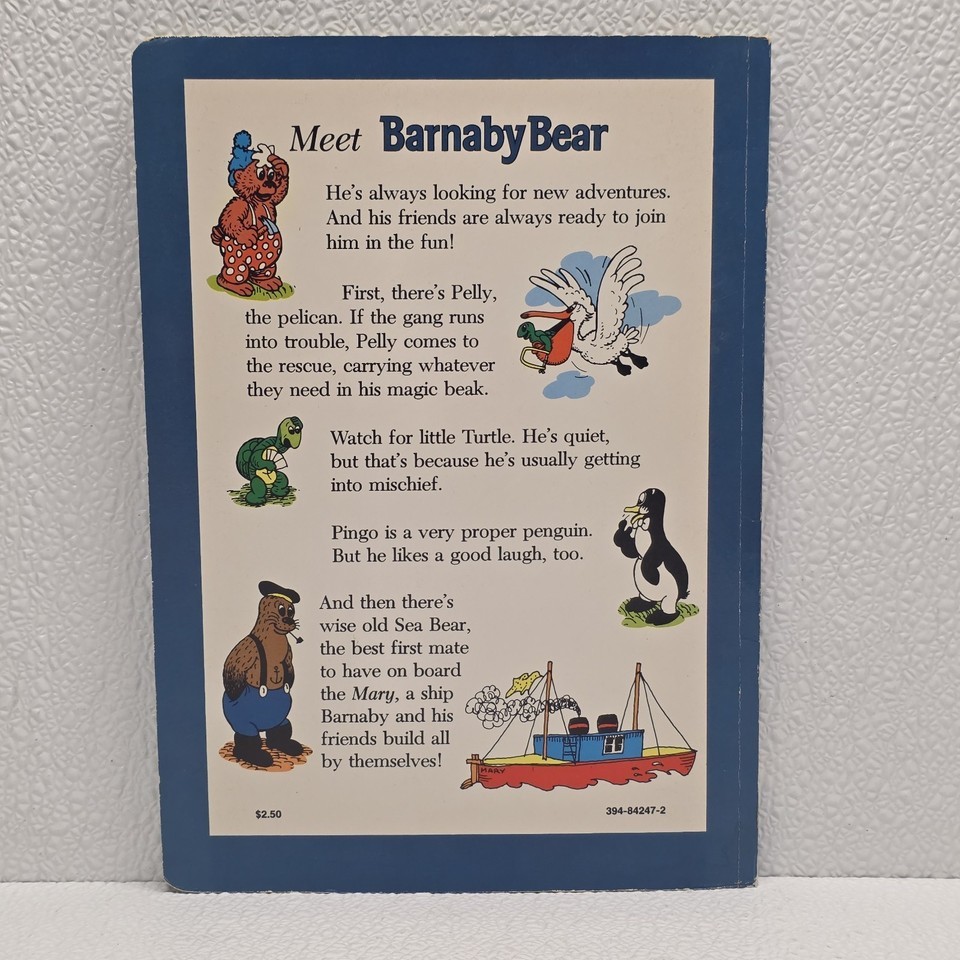 Meet Barnaby Bear
He's always looking for new adventures.
And his friends are always ready to join
him in the fun!
First, there's Pelly,
the pelican. If the gang runs
into trouble, Pelly comes to
the rescue, carrying whatever
they need in his magic beak.
Watch for little Turtle. He's quiet,
but that's because he's usually getting
into mischief.
Pingo is a very proper penguin.
But he likes a good laugh, too.
And then there's
wise old Sea Bear,
the best first mate
to have on board
the Mary, a ship
Barnaby and his
friends build all
by themselves!
MARY
$2.50
394-84247-2